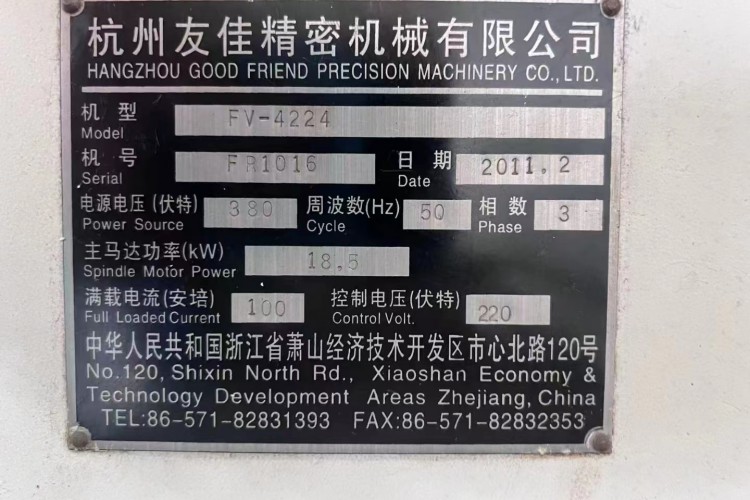 杭州友佳精密机械有限公司
HANGZHOU GOOD FRIEND PRECISION MACHINERY CO.,LTD.
机型 FV-4224
Model
机号 FR1016 日期 2011.2
Serial Date
电源电压(伏特) 380 周波数(Hz) 50 相数 3
Power Source Cycle Phase
主马达功率(kW) 18.5
Spindle Motor Power
满载电流(安培) 100 控制电压(伏特) 220
Full Loaded Current Control Volt.
中华人民共和国浙江省萧山经济技术开发区市心北路120号
No.120, Shixin North Rd., Xiaoshan Economy &
Technology Development Areas Zhejiang, China
TEL:86-571-82831393 FAX:86-571-82832353